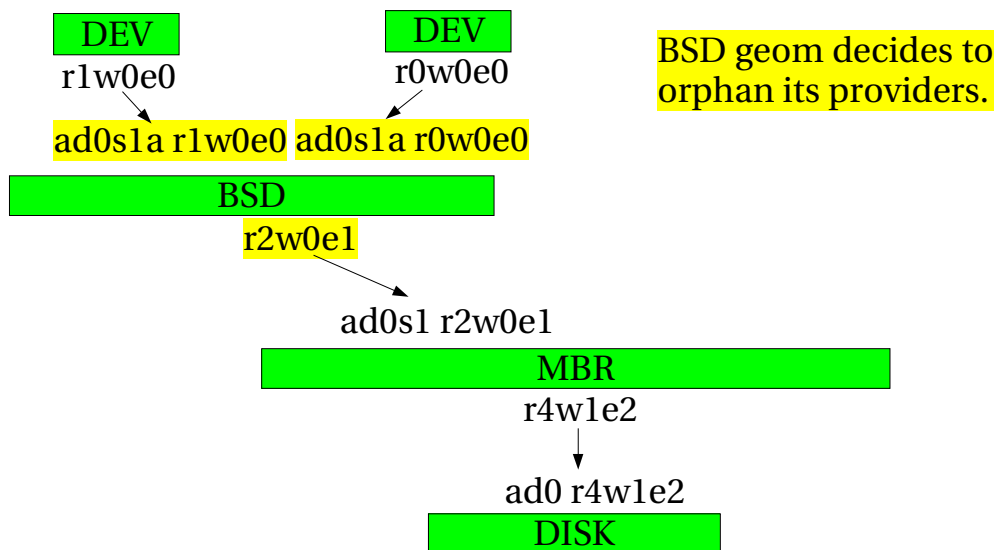 DEV
DEV
BSD geom decides to
orphan its providers.
r1w0e0
r0w0e0
ad0s1a r1w0e0
ad0s1a r0w0e0
BSD
r2w0e1
ad0s1 r2w0e1
MBR
r4w1e2
ad0 r4w1e2
DISK